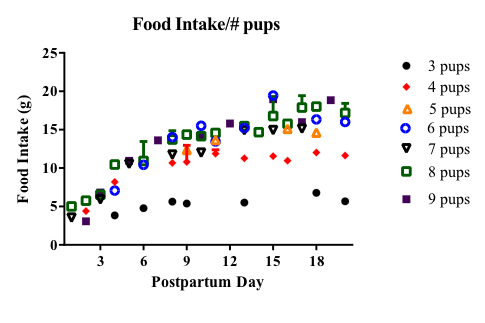 Food Intake/# pups
Food Intake (g)
25
20
15
10
5
0
3
6
9
12
15
18
Postpartum Day
3 pups
4 pups
5 pups
6 pups
7 pups
8 pups
9 pups